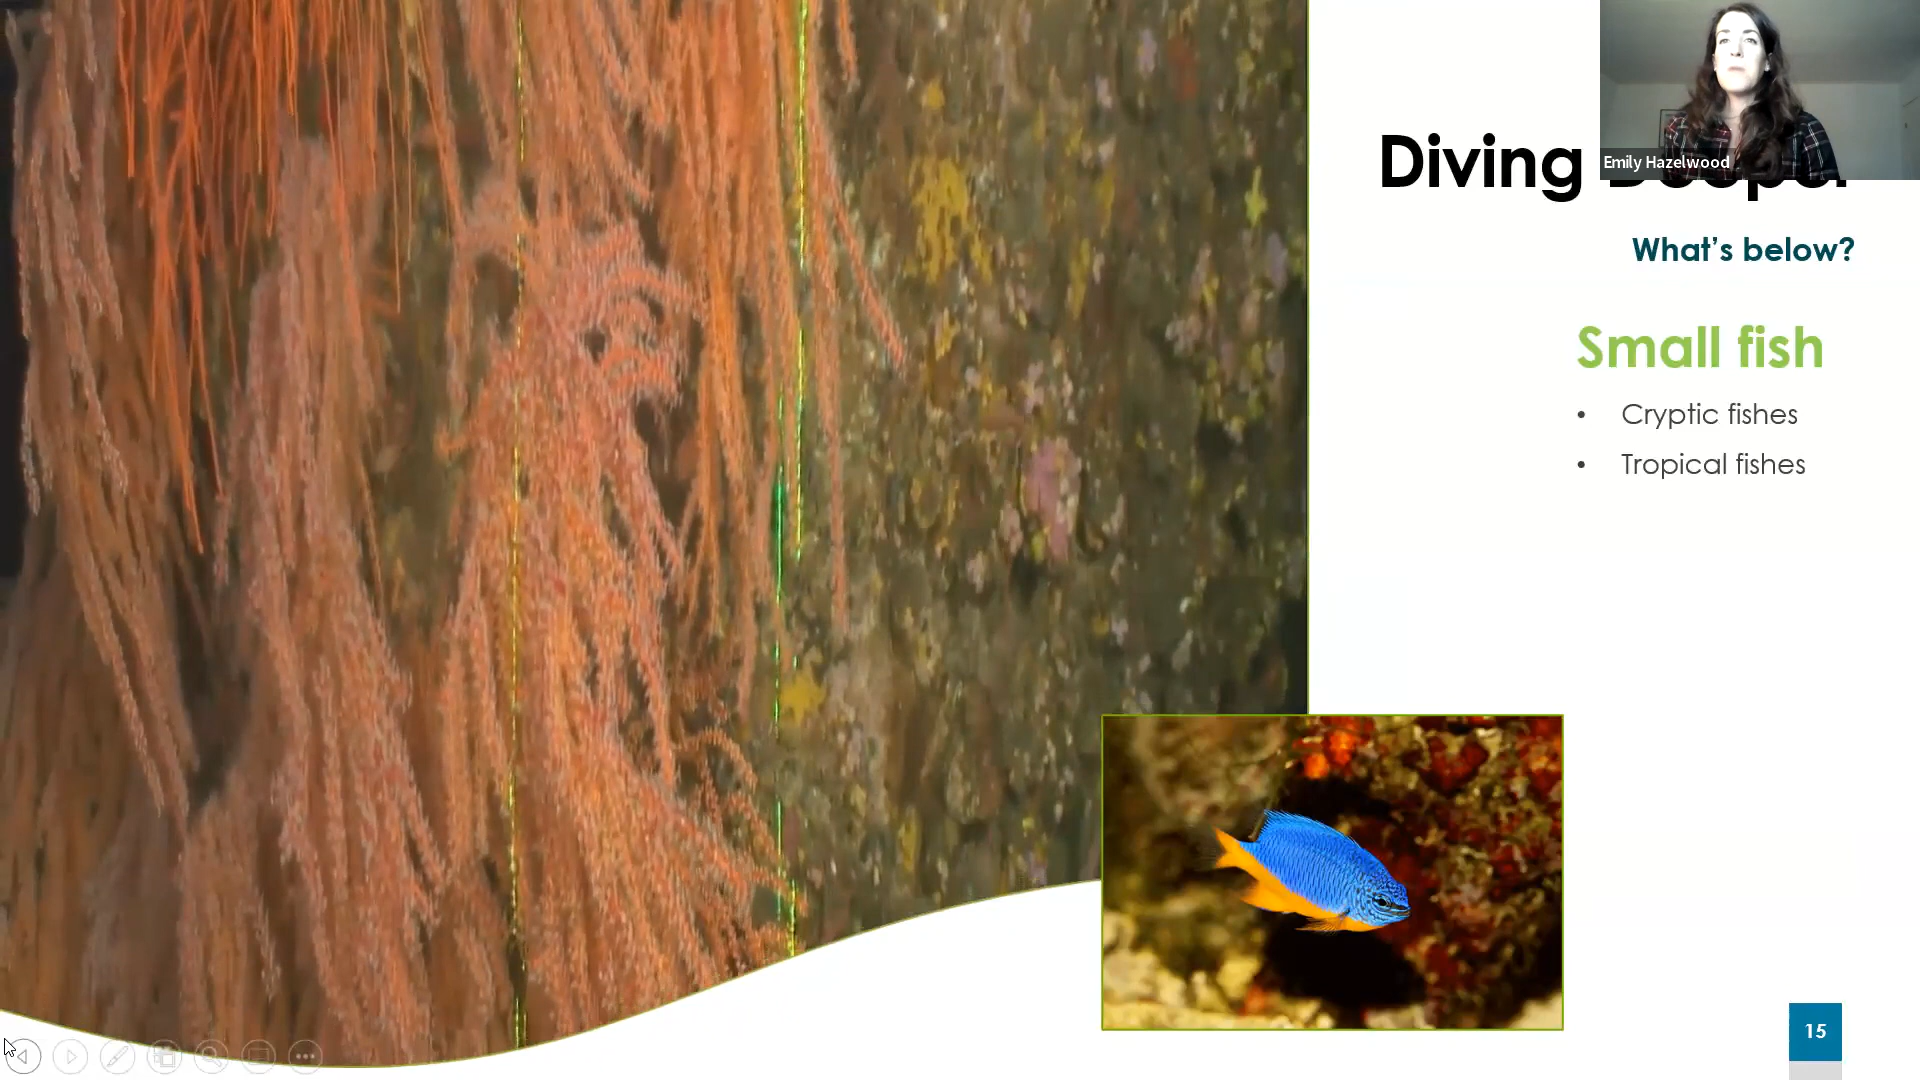 Diving
Emily Hazelwood
What's below?
Small fish
• Cryptic fishes
• Tropical fishes
15